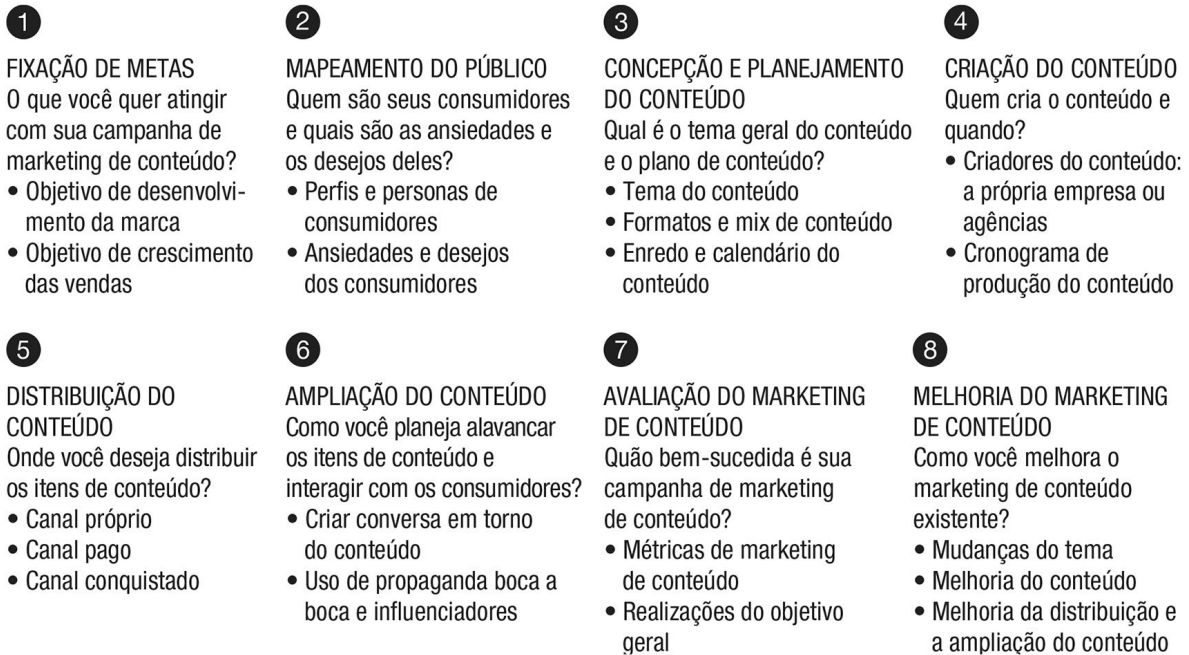 1
FIXAÇÃO DE METAS
O que você quer atingir
com sua campanha de
marketing de conteúdo?
• Objetivo de desenvolvi-
mento da marca
• Objetivo de crescimento
das vendas
2
MAPEAMENTO DO PÚBLICO
Quem são seus consumidores
e quais são as ansiedades e
os desejos deles?
• Perfis e personas de
consumidores
• Ansiedades e desejos
dos consumidores
3
CONCEPÇÃO E PLANEJAMENTO
DO CONTEÚDO
Qual é o tema geral do conteúdo
e o plano de conteúdo?
• Tema do conteúdo
• Formatos e mix de conteúdo
• Enredo e calendário do
conteúdo
4
CRIAÇÃO DO CONTEÚDO
Quem cria o conteúdo e
quando?
• Criadores do conteúdo:
a própria empresa ou
agências
• Cronograma de
produção do conteúdo
5
DISTRIBUIÇÃO DO
CONTEÚDO
Onde você deseja distribuir
os itens de conteúdo?
• Canal próprio
• Canal pago
• Canal conquistado
6
AMPLIAÇÃO DO CONTEÚDO
Como você planeja alavancar
os itens de conteúdo e
interagir com os consumidores?
• Criar conversa em torno
do conteúdo
• Uso de propaganda boca a
boca e influenciadores
7
AVALIAÇÃO DO MARKETING
DE CONTEÚDO
Quão bem-sucedida é sua
campanha de marketing
de conteúdo?
• Métricas de marketing
de conteúdo
• Realizações do objetivo
geral
8
MELHORIA DO MARKETING
DE CONTEÚDO
Como você melhora o
marketing de conteúdo
existente?
• Mudanças do tema
• Melhoria do conteúdo
• Melhoria da distribuição e
a ampliação do conteúdo